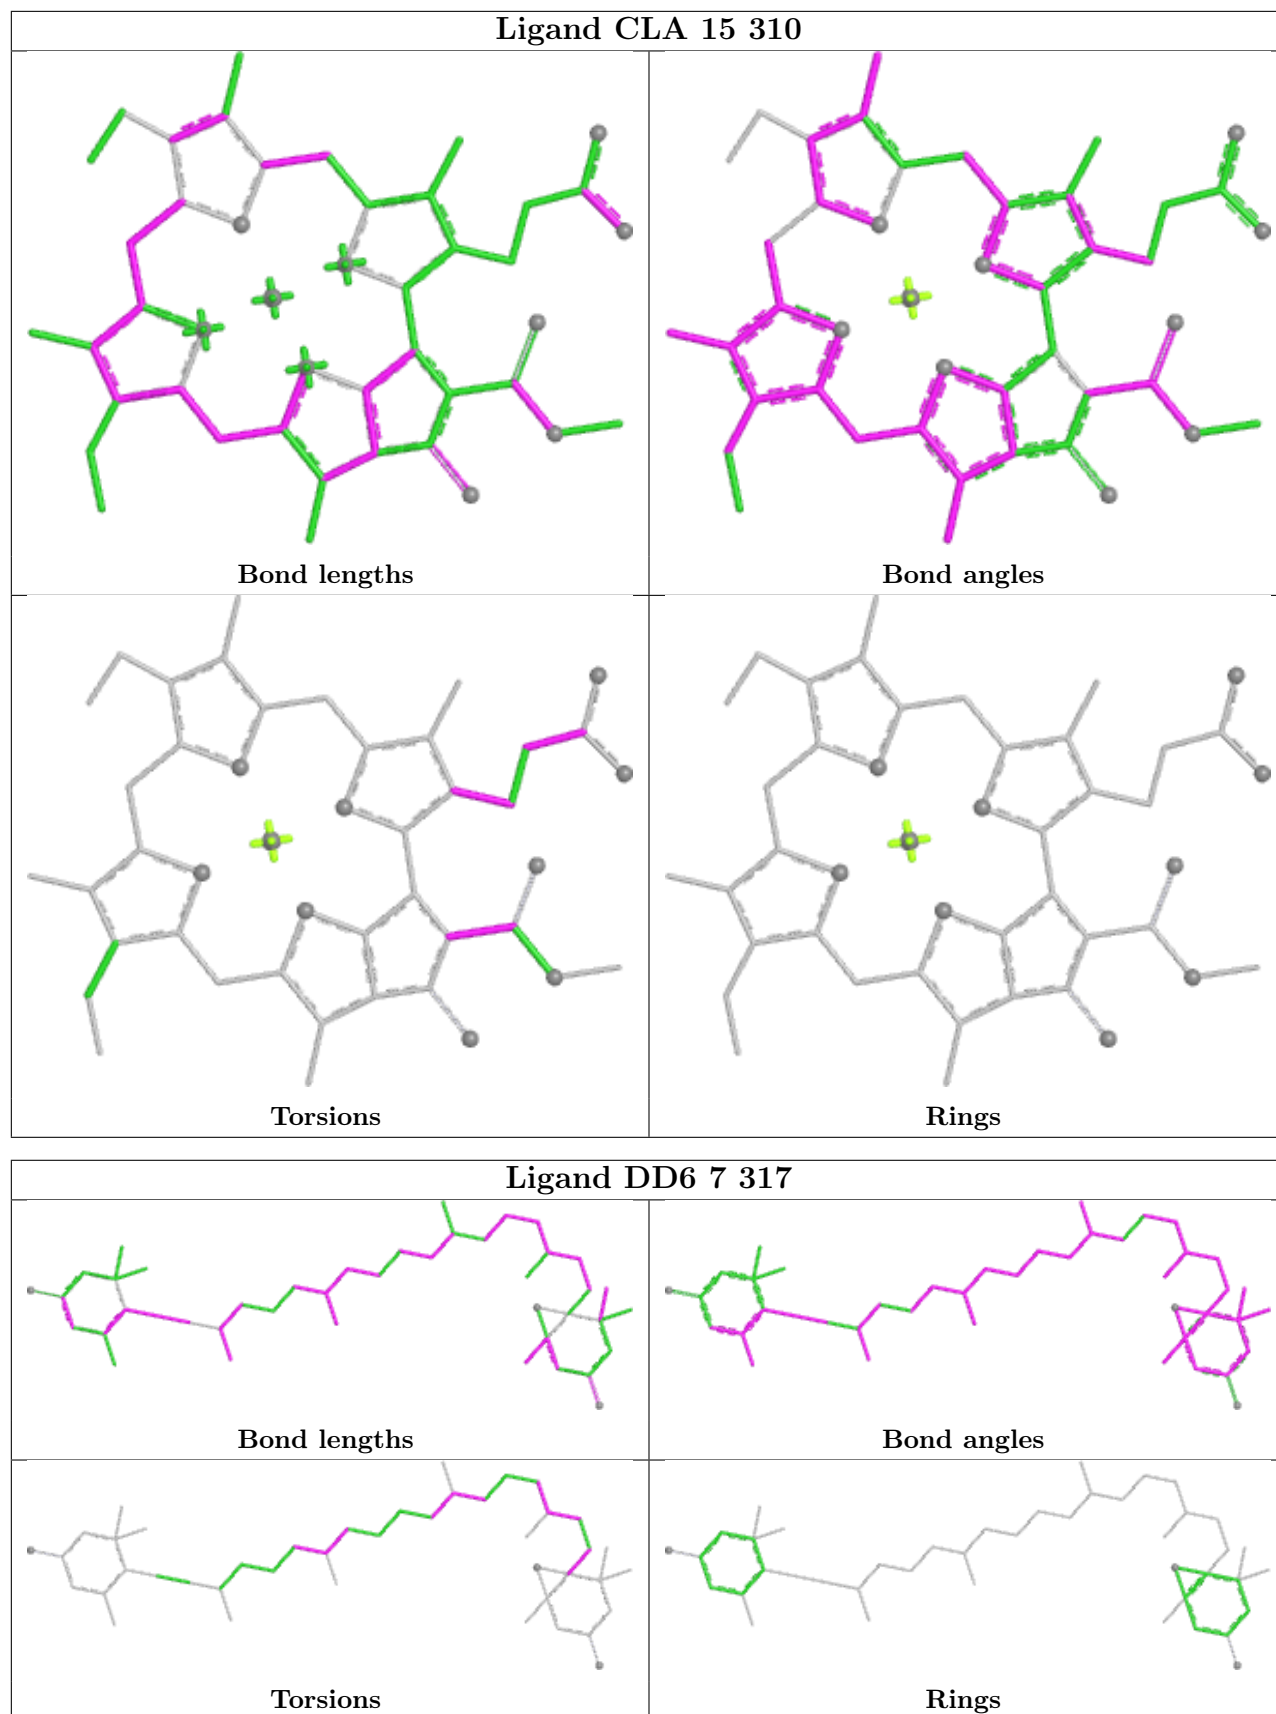 Ligand CLA 15 310
Bond lengths
Bond angles
Torsions
Rings
Ligand DD6 7 317
Bond lengths
Bond angles
Torsions
Rings